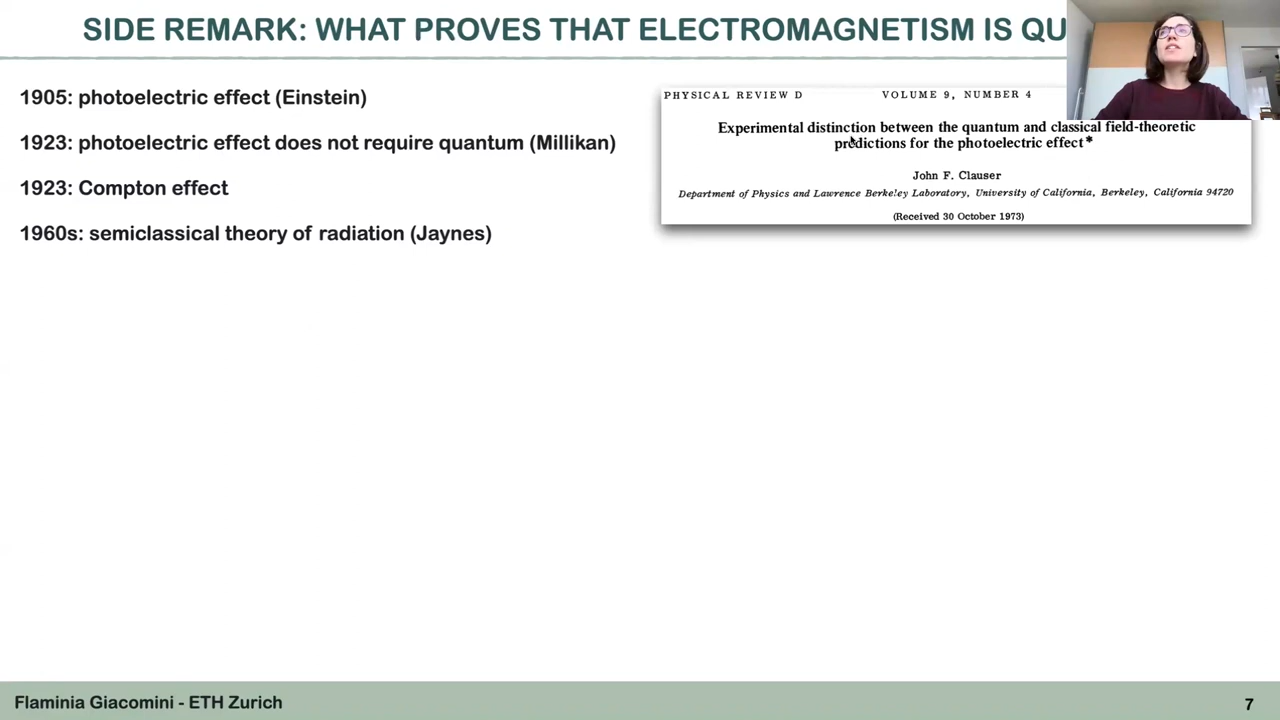 SIDE REMARK: WHAT PROVES THAT ELECTROMAGNETISM IS QU
1905: photoelectric effect (Einstein)
1923: photoelectric effect does not require quantum (Millikan)
1923: Compton effect
1960s: semiclassical theory of radiation (Jaynes)
PHYSICAL REVIEW D VOLUME 9, NUMBER 4
Experimental distinction between the quantum and classical field-theoretic
predictions for the photoelectric effect*
John F. Clauser
Department of Physics and Lawrence Berkeley Laboratory, University of California, Berkeley, California 94720
(Received 30 October 1973)
Flaminia Giacomini - ETH Zurich
7